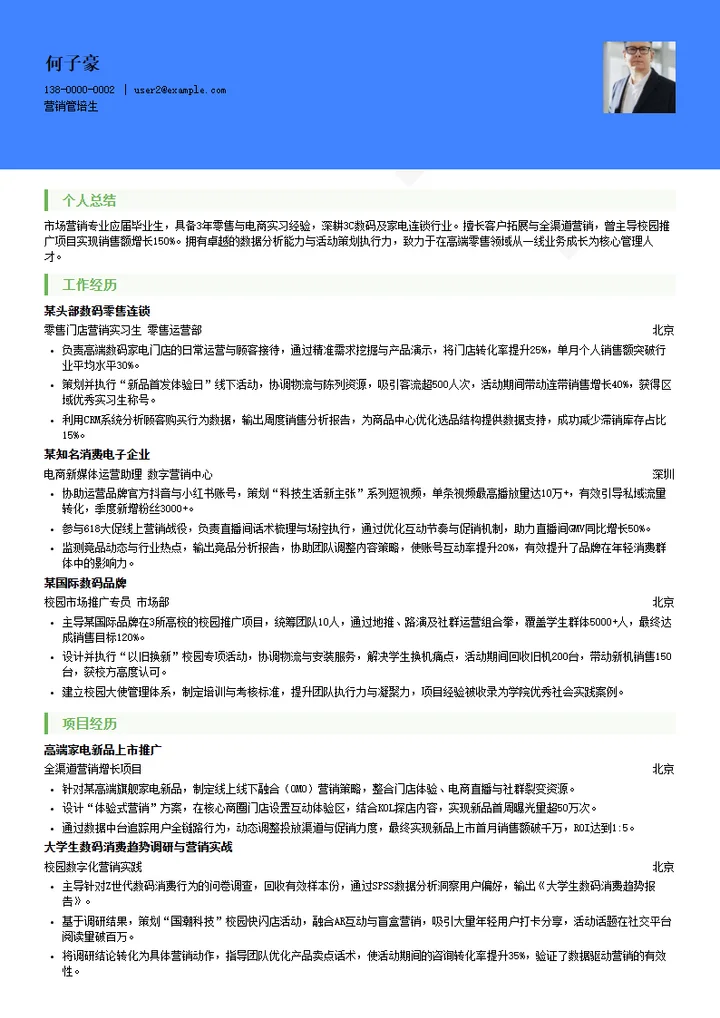 何子豪
138-0000-0002 | user2@example.com
营销管培生
个人总结
市场营销专业应届毕业生，具备3年零售与电商实习经验，深耕3C数码及家电连锁行业。擅长客户拓展与全渠道营销，曾主导校园推
广项目实现销售额增长150%。拥有卓越的数据分析能力与活动策划执行力，致力于在高端零售领域从一线业务成长为核心管理人
才。
工作经历
某头部数码零售连锁
零售门店营销实习生 零售运营部 北京
• 负责高端数码家电门店的日常运营与顾客接待，通过精准需求挖掘与产品演示，将门店转化率提升25%，单月个人销售额突破行
业平均水平30%。
• 策划并执行“新品首发体验日”线下活动，协调物流与陈列资源，吸引客流超500人次，活动期间带动连带销售增长40%，获得区
域优秀实习生称号。
• 利用CRM系统分析顾客购买行为数据，输出周度销售分析报告，为商品中心优化选品结构提供数据支持，成功减少滞销库存占比
15%。
某知名消费电子企业
电商新媒体运营助理 数字营销中心 深圳
• 协助运营品牌官方抖音与小红书账号，策划“科技生活新主张”系列短视频，单条视频最高播放量达10万+，有效引导私域流量
转化，季度新增粉丝3000+。
• 参与618大促线上营销战役，负责直播间话术梳理与场控执行，通过优化互动节奏与促销机制，助力直播间GMV同比增长50%。
• 监测竞品动态与行业热点，输出竞品分析报告，协助团队调整内容策略，使账号互动率提升20%，有效提升了品牌在年轻消费群
体中的影响力。
某国际数码品牌
校园市场推广专员 市场部 北京
• 主导某国际品牌在3所高校的校园推广项目，统筹团队10人，通过地推、路演及社群运营组合拳，覆盖学生群体5000+人，最终达
成销售目标120%。
• 设计并执行“以旧换新”校园专项活动，协调物流与安装服务，解决学生换机痛点，活动期间回收旧机200台，带动新机销售150
台，获校方高度认可。
• 建立校园大使管理体系，制定培训与考核标准，提升团队执行力与凝聚力，项目经验被收录为学院优秀社会实践案例。
项目经历
高端家电新品上市推广
全渠道营销增长项目 北京
• 针对某高端旗舰家电新品，制定线上线下融合（OMO）营销策略，整合门店体验、电商直播与社群裂变资源。
• 设计“体验式营销”方案，在核心商圈门店设置互动体验区，结合KOL探店内容，实现新品首周曝光量超50万次。
• 通过数据中台追踪用户全链路行为，动态调整投放渠道与促销力度，最终实现新品上市首月销售额破千万，ROI达到1:5。
大学生数码消费趋势调研与营销实战
校园数字化营销实践 北京
• 主导针对Z世代数码消费行为的问卷调查，回收有效样本份，通过SPSS数据分析洞察用户偏好，输出《大学生数码消费趋势报
告》。
• 基于调研结果，策划“国潮科技”校园快闪店活动，融合AR互动与盲盒营销，吸引大量年轻用户打卡分享，活动话题在社交平台
阅读量破百万。
• 将调研结论转化为具体营销动作，指导团队优化产品卖点话术，使活动期间的咨询转化率提升35%，验证了数据驱动营销的有效
性。